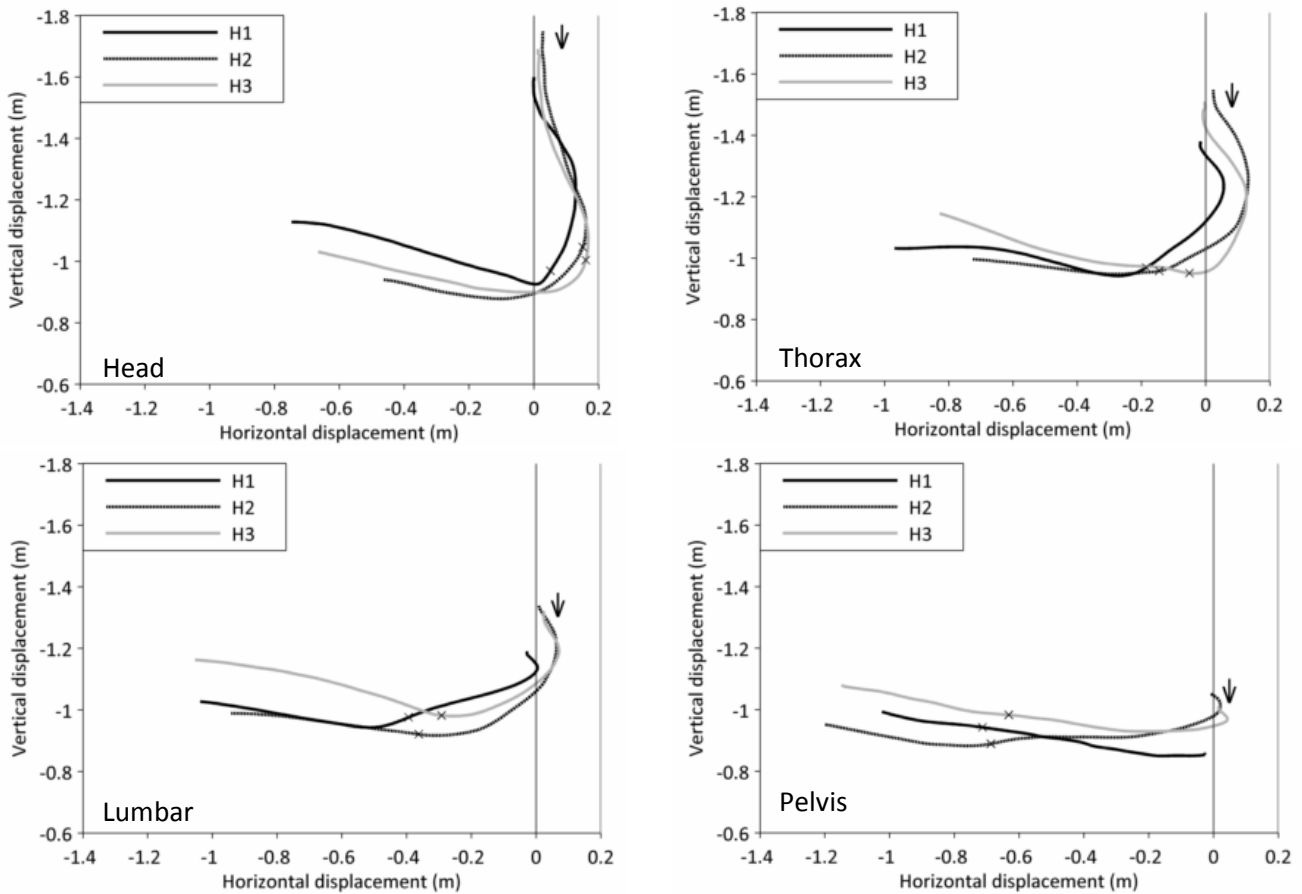 -1.8
-1.6
-1.4
-1.2
-1
-0.8
-0.6
Vertical displacement (m)
H1
H2
H3
Head
-1.4 -1.2 -1 -0.8 -0.6 -0.4 -0.2 0 0.2
Horizontal displacement (m)
-1.8
-1.6
-1.4
-1.2
-1
-0.8
-0.6
Vertical displacement (m)
H1
H2
H3
Thorax
-1.4 -1.2 -1 -0.8 -0.6 -0.4 -0.2 0 0.2
Horizontal displacement (m)
-1.8
-1.6
-1.4
-1.2
-1
-0.8
-0.6
Vertical displacement (m)
H1
H2
H3
Lumbar
-1.4 -1.2 -1 -0.8 -0.6 -0.4 -0.2 0 0.2
Horizontal displacement (m)
-1.8
-1.6
-1.4
-1.2
-1
-0.8
-0.6
Vertical displacement (m)
H1
H2
H3
Pelvis
-1.4 -1.2 -1 -0.8 -0.6 -0.4 -0.2 0 0.2
Horizontal displacement (m)